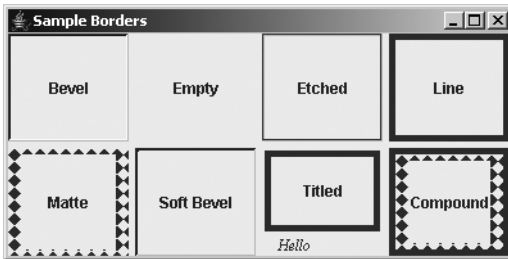 Sample Borders
Bevel
Empty
Etched
Line
Matte
Soft Bevel
Titled
Compound
Hello